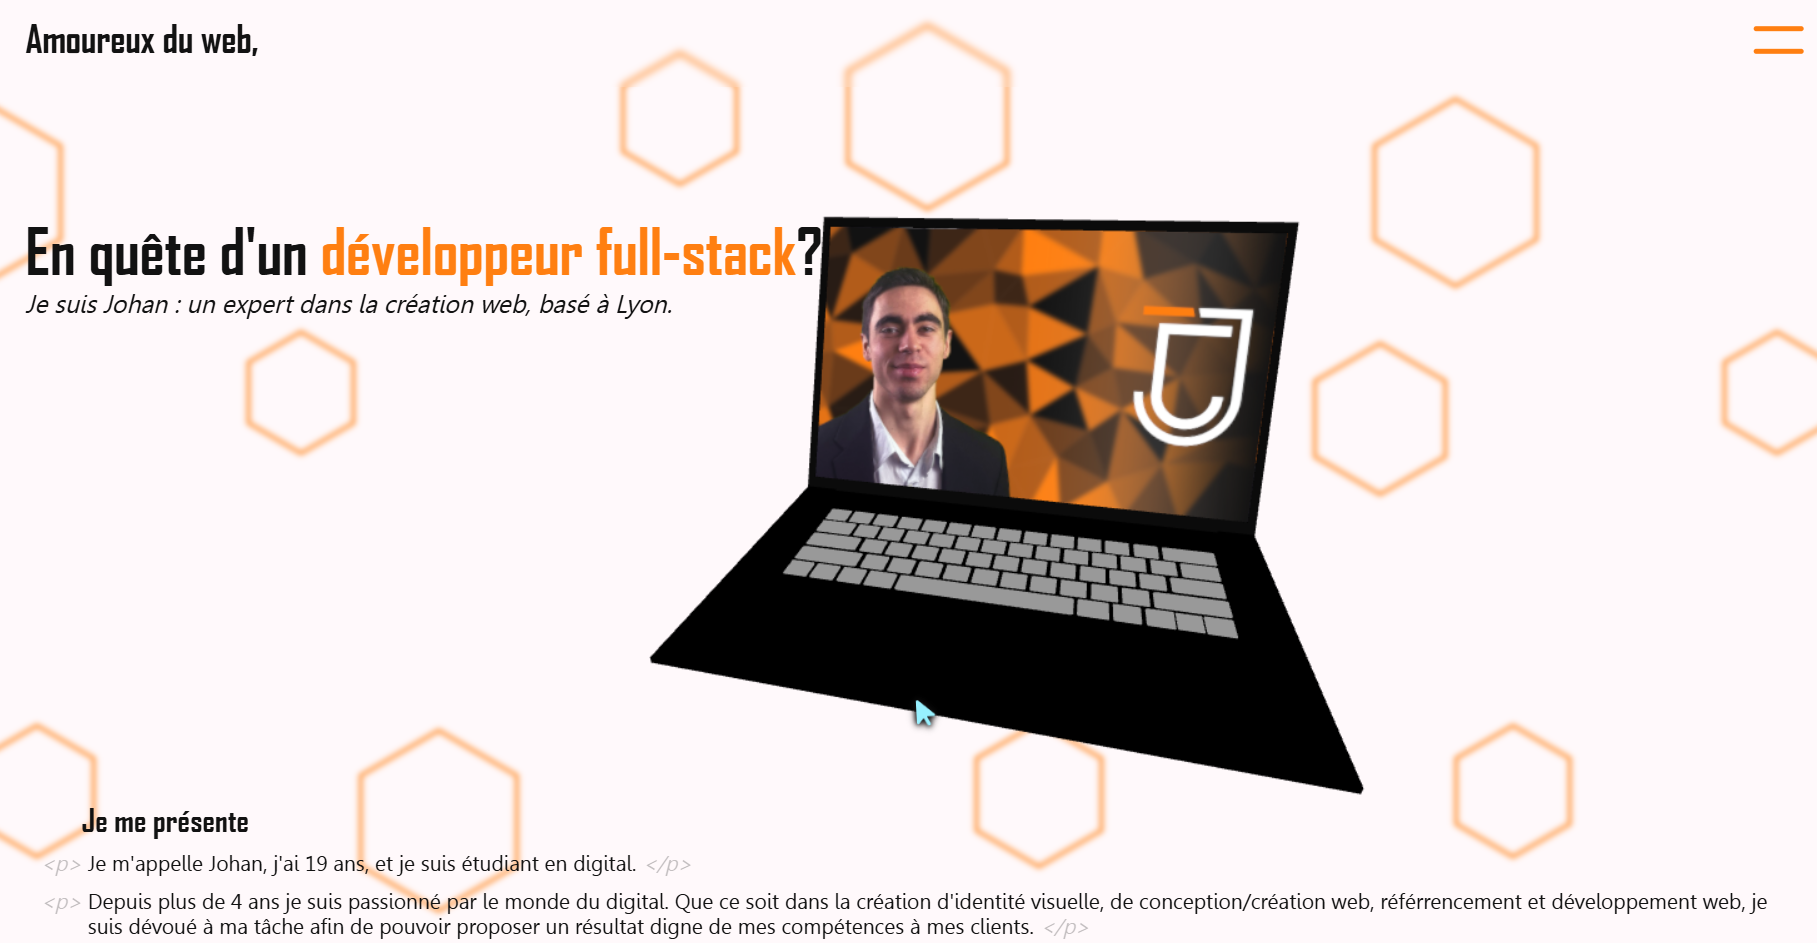 Amoureux du web,
En quête d'un développeur full-stack?
Je suis Johan : un expert dans la création web, basé à Lyon.
Je me présente
<p> Je m'appelle Johan, j'ai 19 ans, et je suis étudiant en digital. </p>
<p> Depuis plus de 4 ans je suis passionné par le monde du digital. Que ce soit dans la création d'identité visuelle, de conception/création web, référrencement et développement web, je
suis dévoué à ma tâche afin de pouvoir proposer un résultat digne de mes compétences à mes clients. </p>